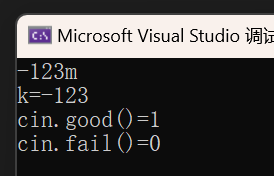 Microsoft Visual Studio 调试
-123m
k=-123
cin.good()=1
cin.fail()=0